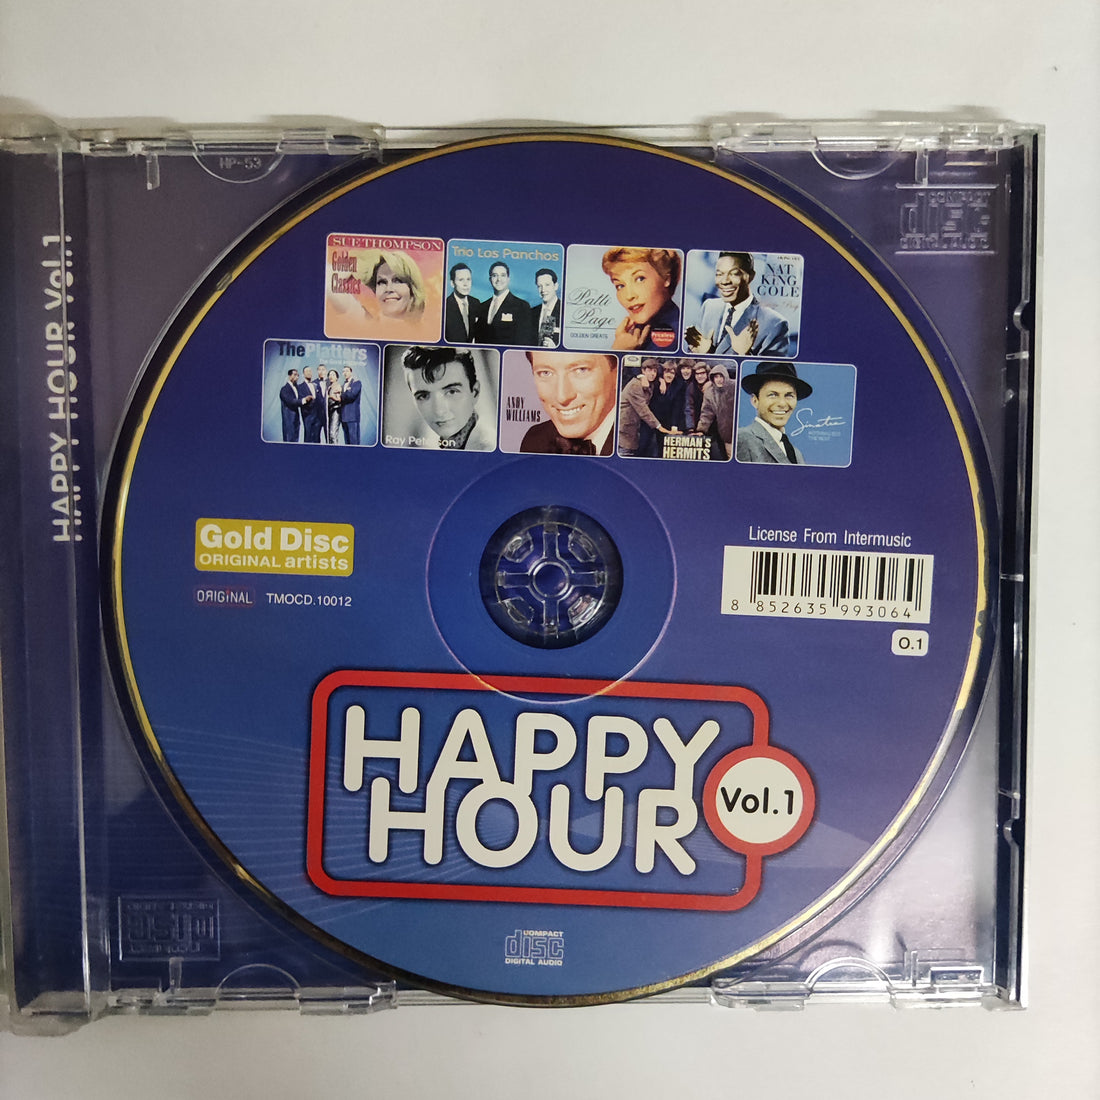 HP-53
HAPPY HOUR Vol.1
SUE THOMPSON
Golden
Classics
Trio Los Panchos
Patti
Page
GOLDEN GREATS
NAT
KING
COLE
The Platters
Ray Peterson
ANDY
WILLIAMS
HERMAN'S
HERMITS
Sinatra
Gold Disc
ORIGINAL artists
ORIGINAL TMOCD.10012
License From Intermusic
8 852635 993064
O.1
HAPPY
HOUR
Vol.1
COMPACT
disc
DIGITAL AUDIO